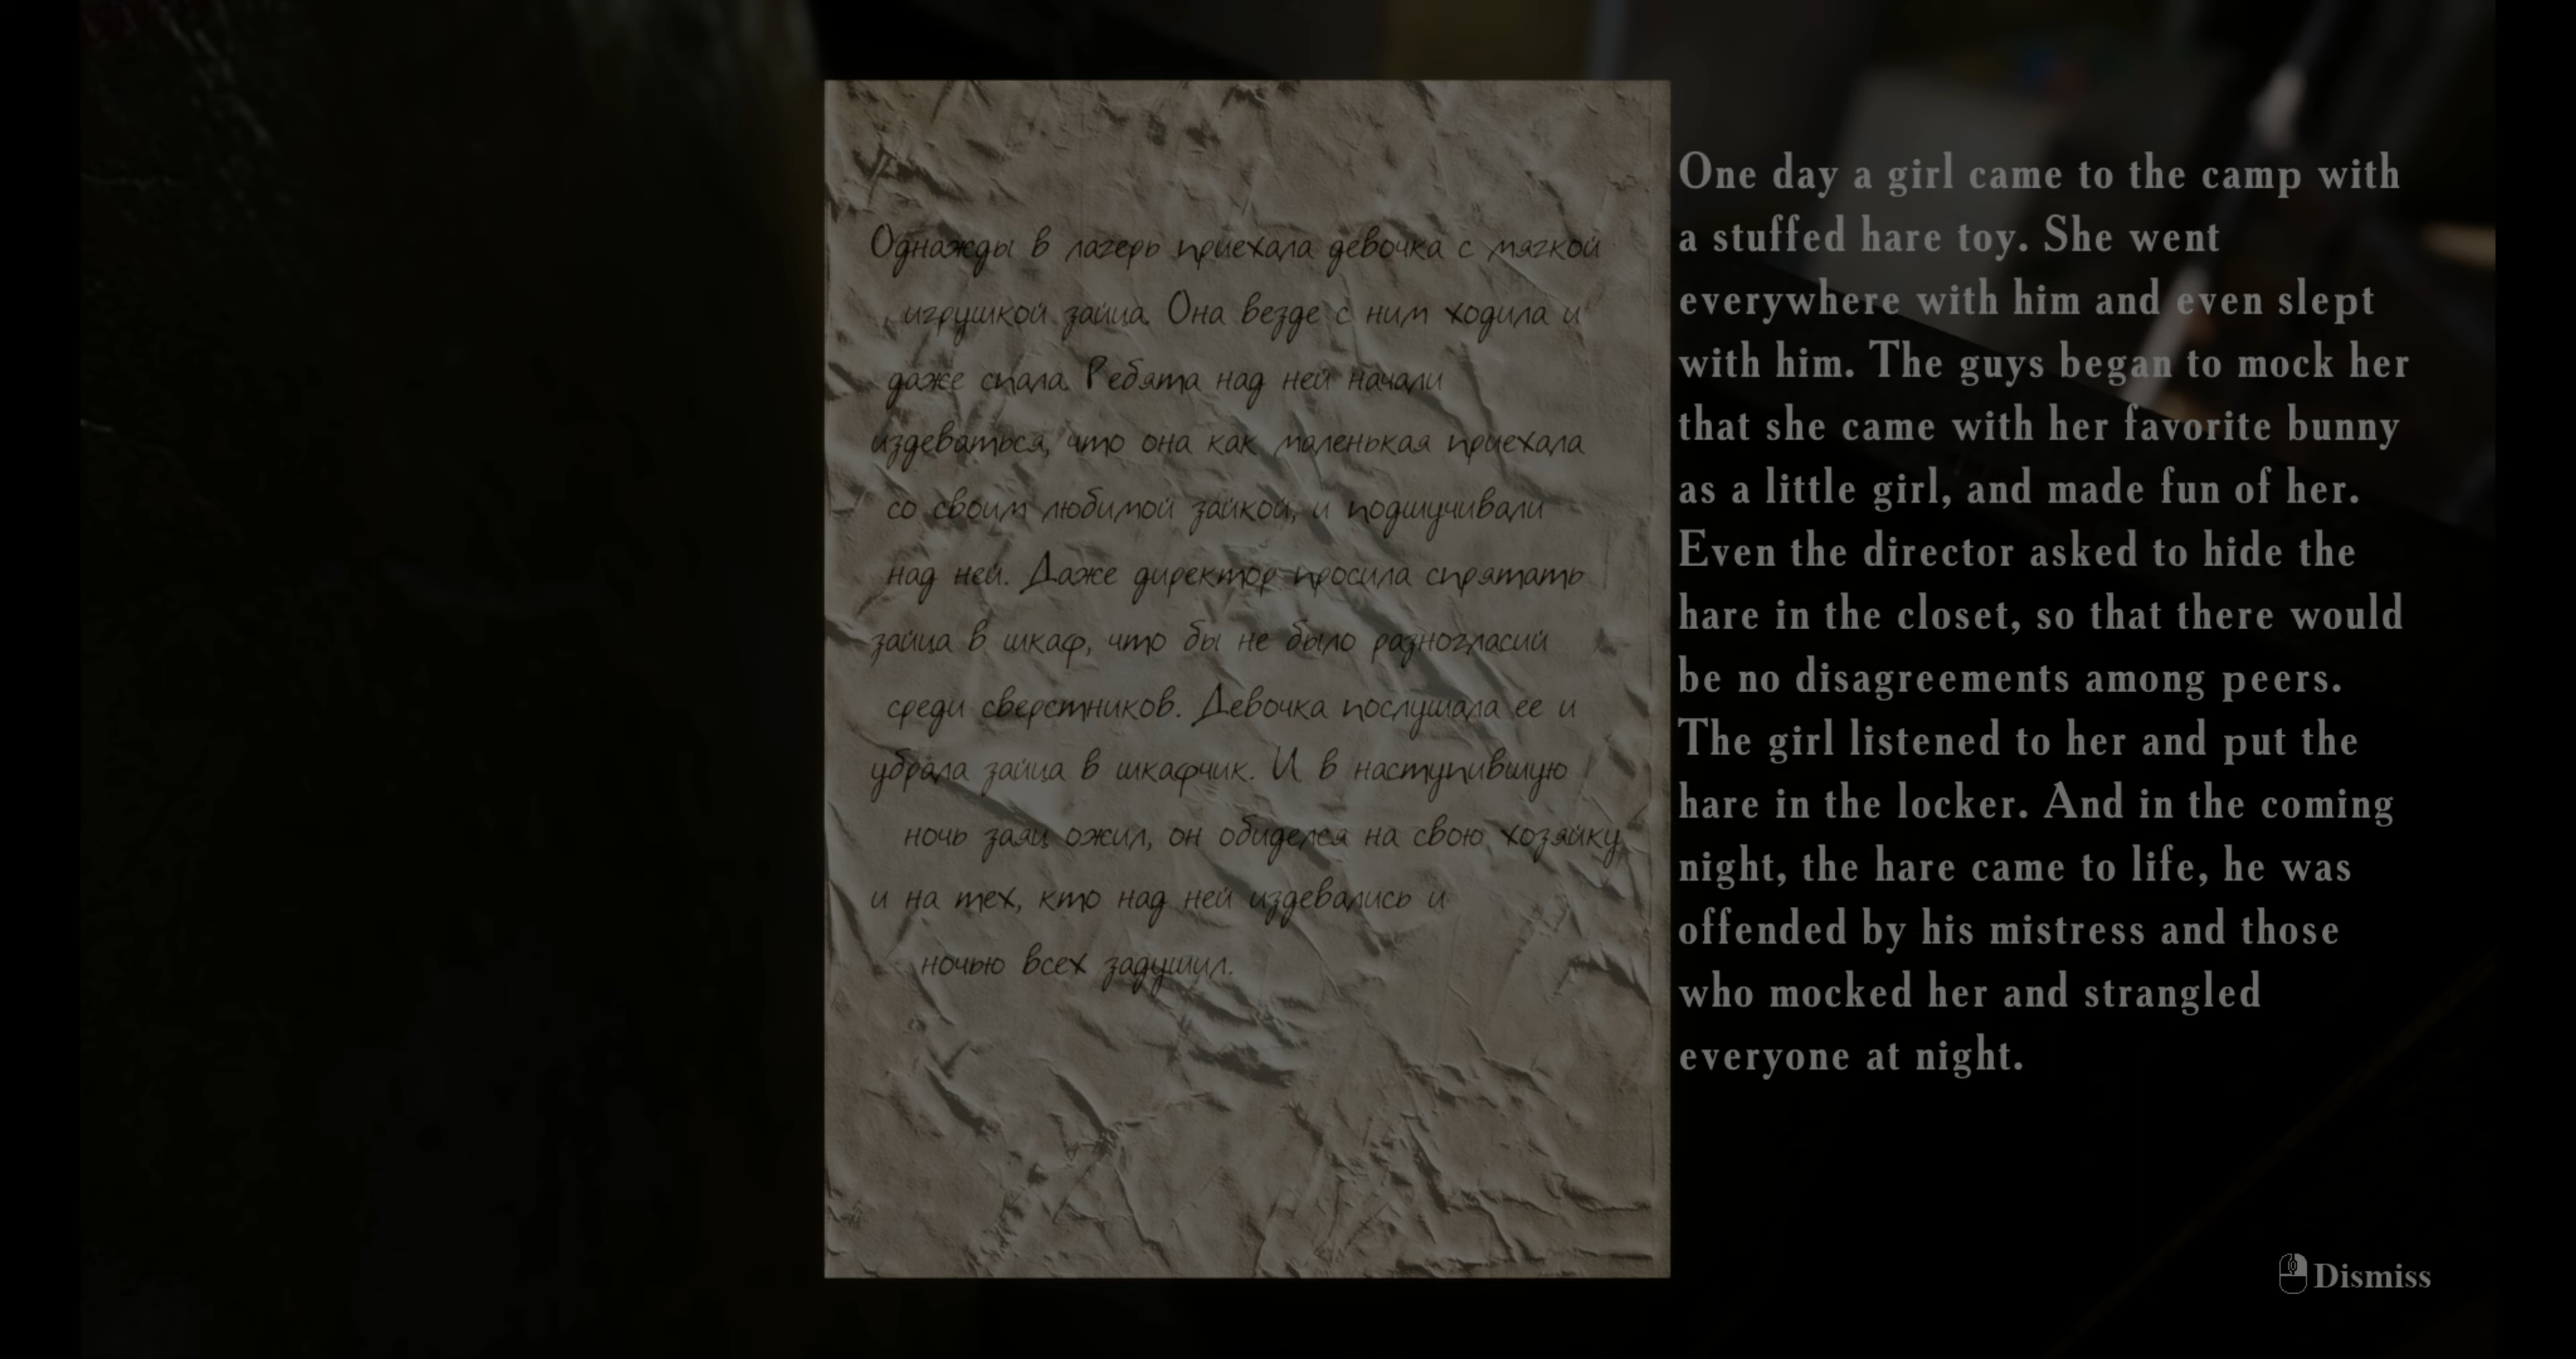 Однажды в лагерь приехала девочка с мягкой
игрушкой зайца. Она везде с ним ходила и
даже спала. Ребята над ней начали
издеваться, что она как маленькая приехала
со своим любимой зайкой, и подшучивали
над ней. Даже директор просила спрятать
зайца в шкаф, что бы не было разногласий
среди сверстников. Девочка послушала ее и
убрала зайца в шкафчик. И в наступившую
ночь заяц ожил, он обиделся на свою хозяйку
и на тех, кто над ней издевались и
ночью всех задушил.
One day a girl came to the camp with
a stuffed hare toy. She went
everywhere with him and even slept
with him. The guys began to mock her
that she came with her favorite bunny
as a little girl, and made fun of her.
Even the director asked to hide the
hare in the closet, so that there would
be no disagreements among peers.
The girl listened to her and put the
hare in the locker. And in the coming
night, the hare came to life, he was
offended by his mistress and those
who mocked her and strangled
everyone at night.
Dismiss